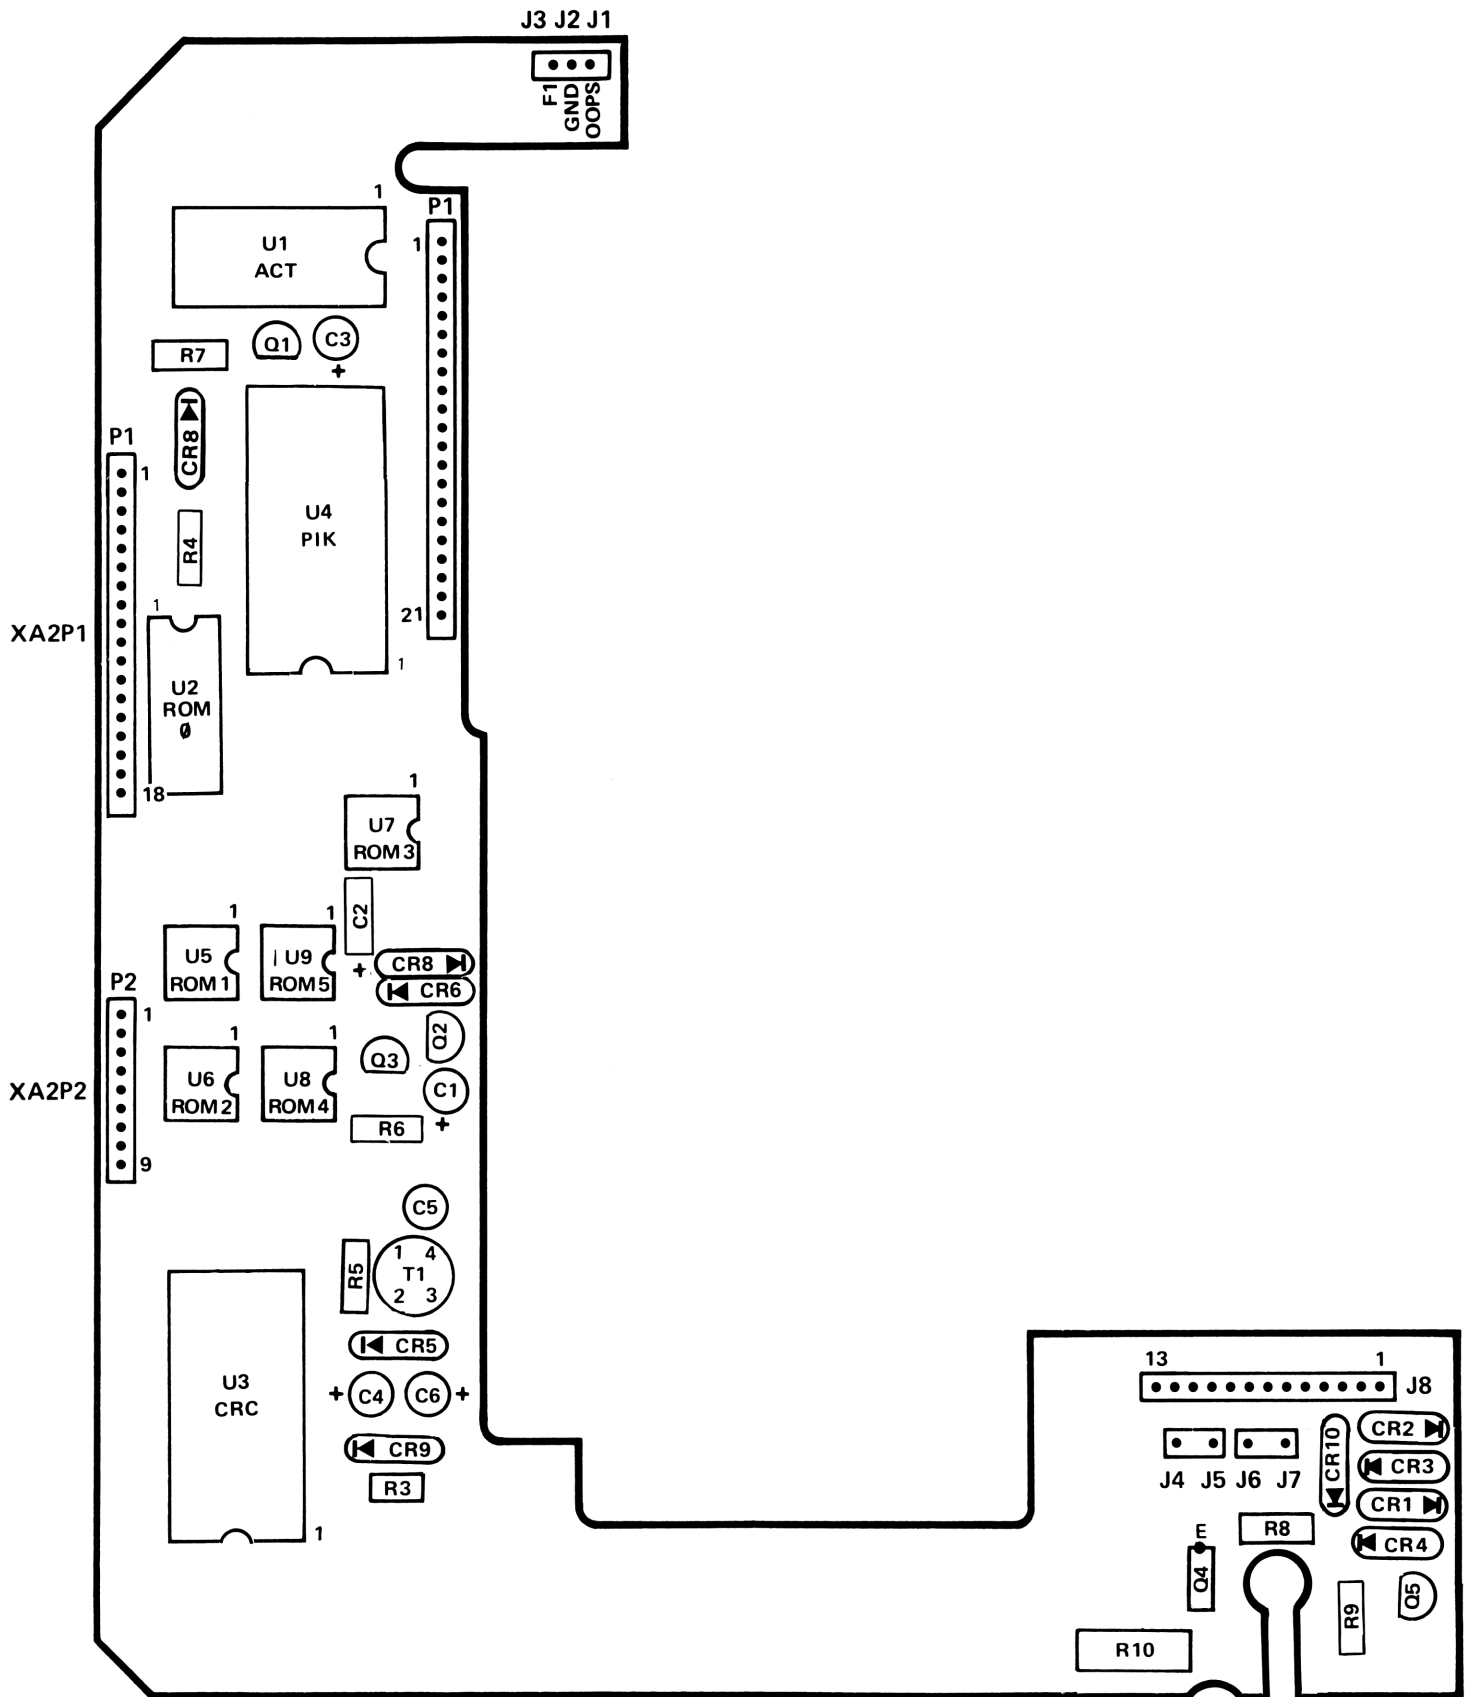 J3 J2 J1
F1
GND
OOPS
1
P1
U1
ACT
1
Q1
C3
+
R7
P1
CR8
1
U4
PIK
R4
1
21
XA2P1
1
U2
ROM
0
18
1
U7
ROM 3
C2
1
1
U5
ROM 1
U9
ROM 5
+
CR8
CR6
P2
1
Q2
1
1
Q3
U6
ROM 2
U8
ROM 4
C1
XA2P2
+
R6
9
C5
1 4
T1
2 3
R5
CR5
U3
CRC
+ C4 C6 +
CR9
R3
1
13 1
J8
CR2
CR10
CR3
J4 J5 J6 J7
CR1
R8
E
CR4
Q4
Q5
R9
R10